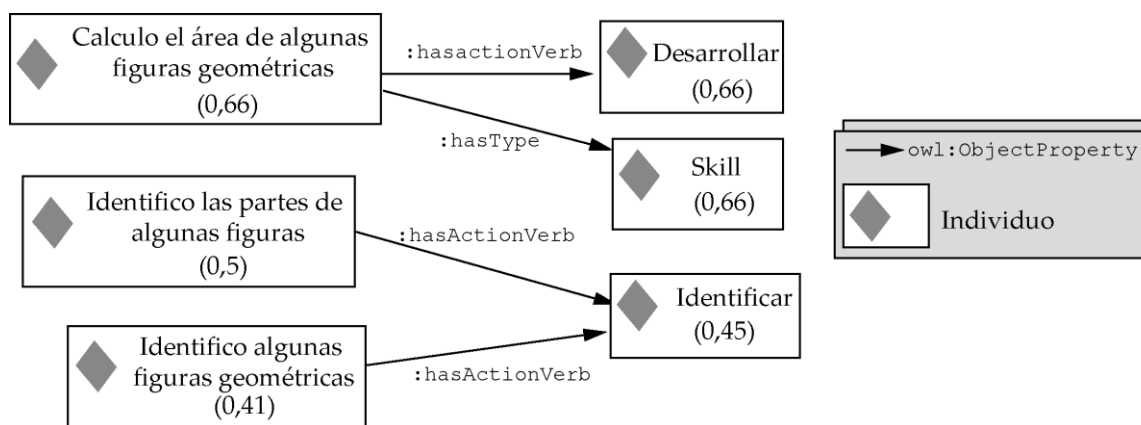 Calculo el área de algunas
figuras geométricas
(0,66)
:hasactionVerb
Desarrollar
(0,66)
:hasType
Skill
(0,66)
Identifico las partes de
algunas figuras
(0,5)
:hasActionVerb
Identificar
(0,45)
Identifico algunas
figuras geométricas
(0,41)
:hasActionVerb
owl:ObjectProperty
Individuo